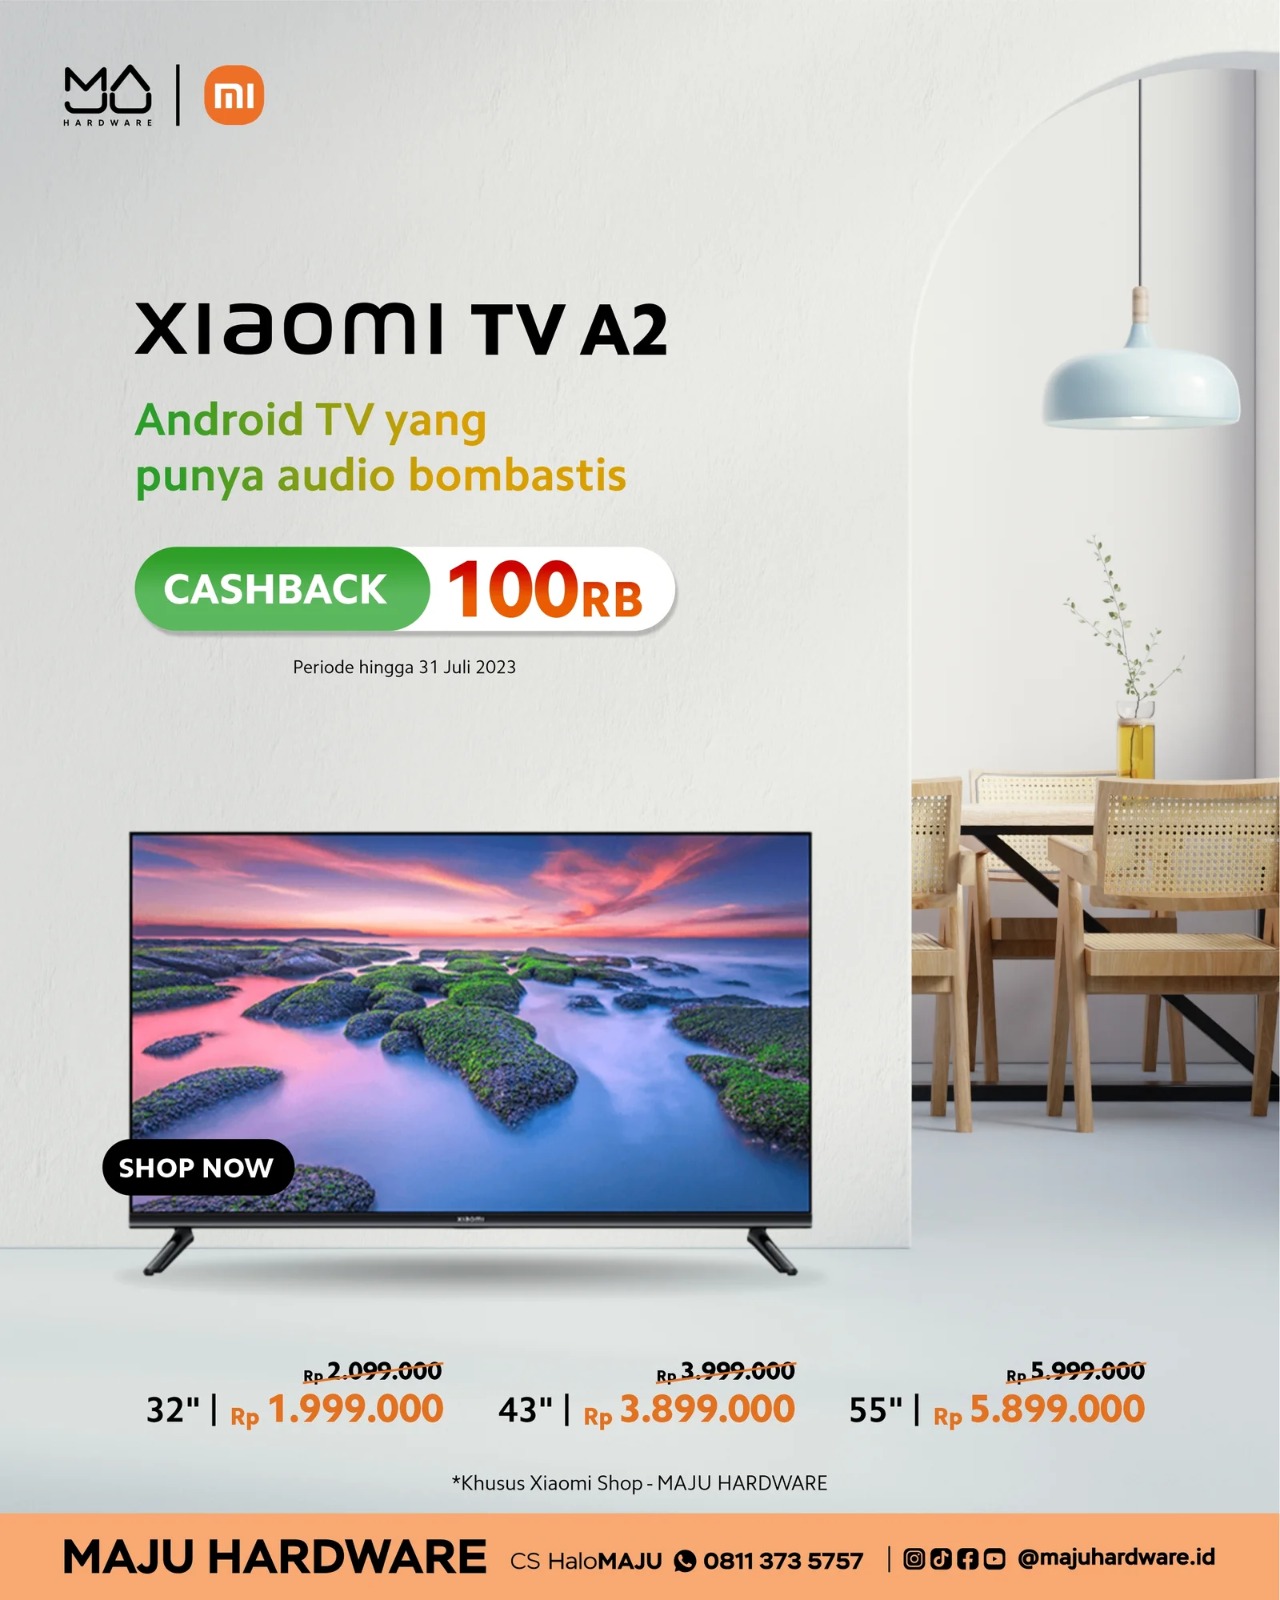 MAJU
HARDWARE
mi
xiaomi TV A2
Android TV yang
punya audio bombastis
CASHBACK 100RB
Periode hingga 31 Juli 2023
SHOP NOW
xiaomi
Rp 2.099.000
32" | Rp 1.999.000
Rp 3.999.000
43" | Rp 3.899.000
Rp 5.999.000
55" | Rp 5.899.000
*Khusus Xiaomi Shop - MAJU HARDWARE
MAJU HARDWARE CS HaloMAJU 0811 373 5757 | @majuhardware.id